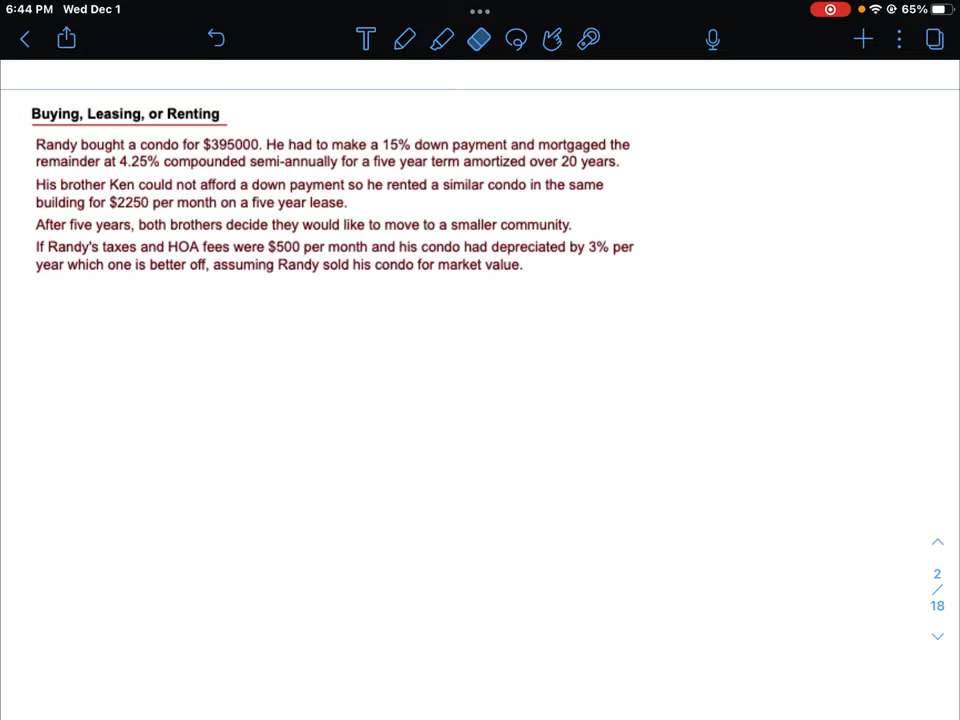 6:44 PM Wed Dec 1
65%
Buying, Leasing, or Renting
Randy bought a condo for $395000. He had to make a 15% down payment and mortgaged the
remainder at 4.25% compounded semi-annually for a five year term amortized over 20 years.
His brother Ken could not afford a down payment so he rented a similar condo in the same
building for $2250 per month on a five year lease.
After five years, both brothers decide they would like to move to a smaller community.
If Randy's taxes and HOA fees were $500 per month and his condo had depreciated by 3% per
year which one is better off, assuming Randy sold his condo for market value.
2
/
18